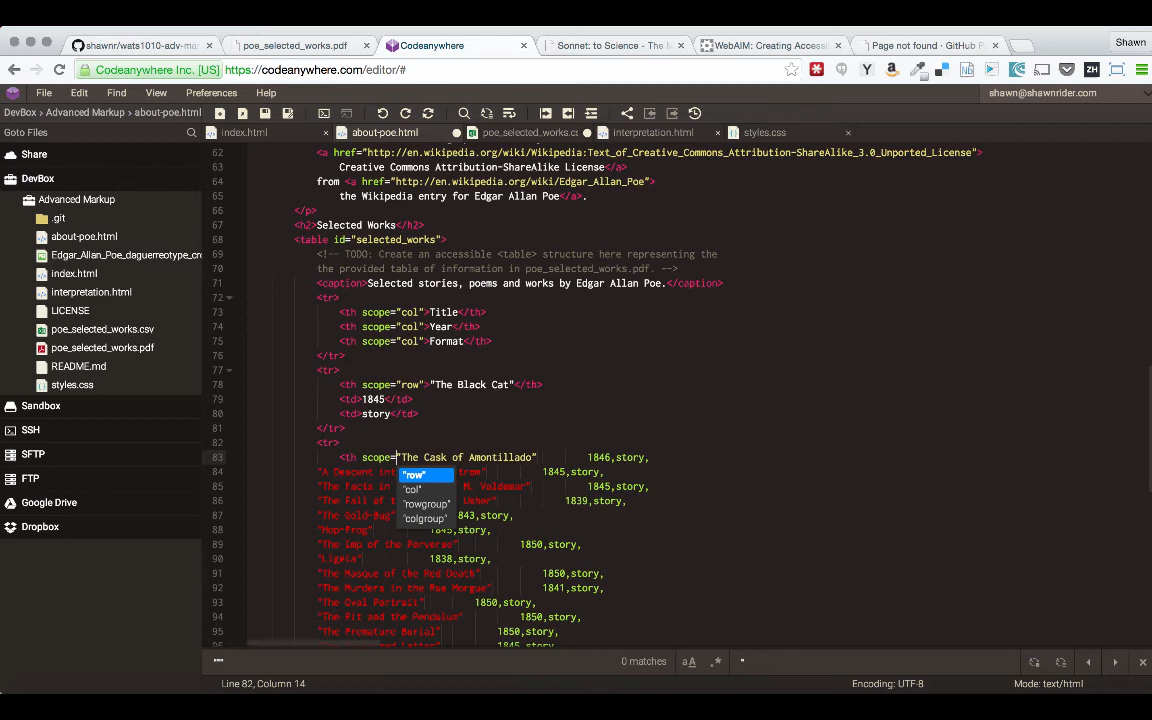 shawnr/wats1010-adv-mar
poe_selected_works.pdf
Codeanywhere
Sonnet: to Science - The M
WebAIM: Creating Acces
Page not found · GitHub P
Shawn
Codeanywhere Inc. [US]
https://codeanywhere.com/editor/#
File Edit Find View Preferences Help
shawn@shawnrider.com
DevBox > Advanced Markup > about-poe.html
Goto Files
index.html
about-poe.html
poe_selected_works.cs
interpretation.html
styles.css
Share
DevBox
Advanced Markup
.git
about-poe.html
Edgar_Allan_Poe_daguerreotype_cro
index.html
interpretation.html
LICENSE
poe_selected_works.csv
poe_selected_works.pdf
README.md
styles.css
Sandbox
SSH
SFTP
FTP
Google Drive
Dropbox
62 <a href="http://en.wikipedia.org/wiki/Wikipedia:Text_of_Creative_Commons_Attribution-ShareAlike_3.0_Unported_License">
63 Creative Commons Attribution-ShareAlike License</a>
64 from <a href="http://en.wikipedia.org/wiki/Edgar_Allan_Poe">
65 the Wikipedia entry for Edgar Allan Poe</a>.
66 </p>
67 <h2>Selected Works</h2>
68 <table id="selected_works">
69 <!-- TODO: Create an accessible <table> structure here representing the
70 the provided table of information in poe_selected_works.pdf. -->
71 <caption>Selected stories, poems and works by Edgar Allan Poe.</caption>
72 <tr>
73 <th scope="col">Title</th>
74 <th scope="col">Year</th>
75 <th scope="col">Format</th>
76 </tr>
77 <tr>
78 <th scope="row">"The Black Cat"</th>
79 <td>1845</td>
80 <td>story</td>
81 </tr>
82 <tr>
83 <th scope="The Cask of Amontillado" 1846,story,
84 "A Descent int from" 1845,story,
85 "The Facts in M. Valdemar" 1845,story,
86 "The Fall of t Usher" 1839,story,
87 "The Gold-Bug" 843,story,
88 "Hop-Frog" 1845,story,
89 "The Imp of the Perverse" 1850,story,
90 "Ligeia" 1838,story,
91 "The Masque of the Red Death" 1850,story,
92 "The Murders in the Rue Morgue" 1841,story,
93 "The Oval Portrait" 1850,story,
94 "The Pit and the Pendulum" 1850,story,
95 "The Premature Burial" 1850,story,
"row"
"col"
"rowgroup"
"colgroup"
0 matches
Line 82, Column 14
Encoding: UTF-8
Mode: text/html